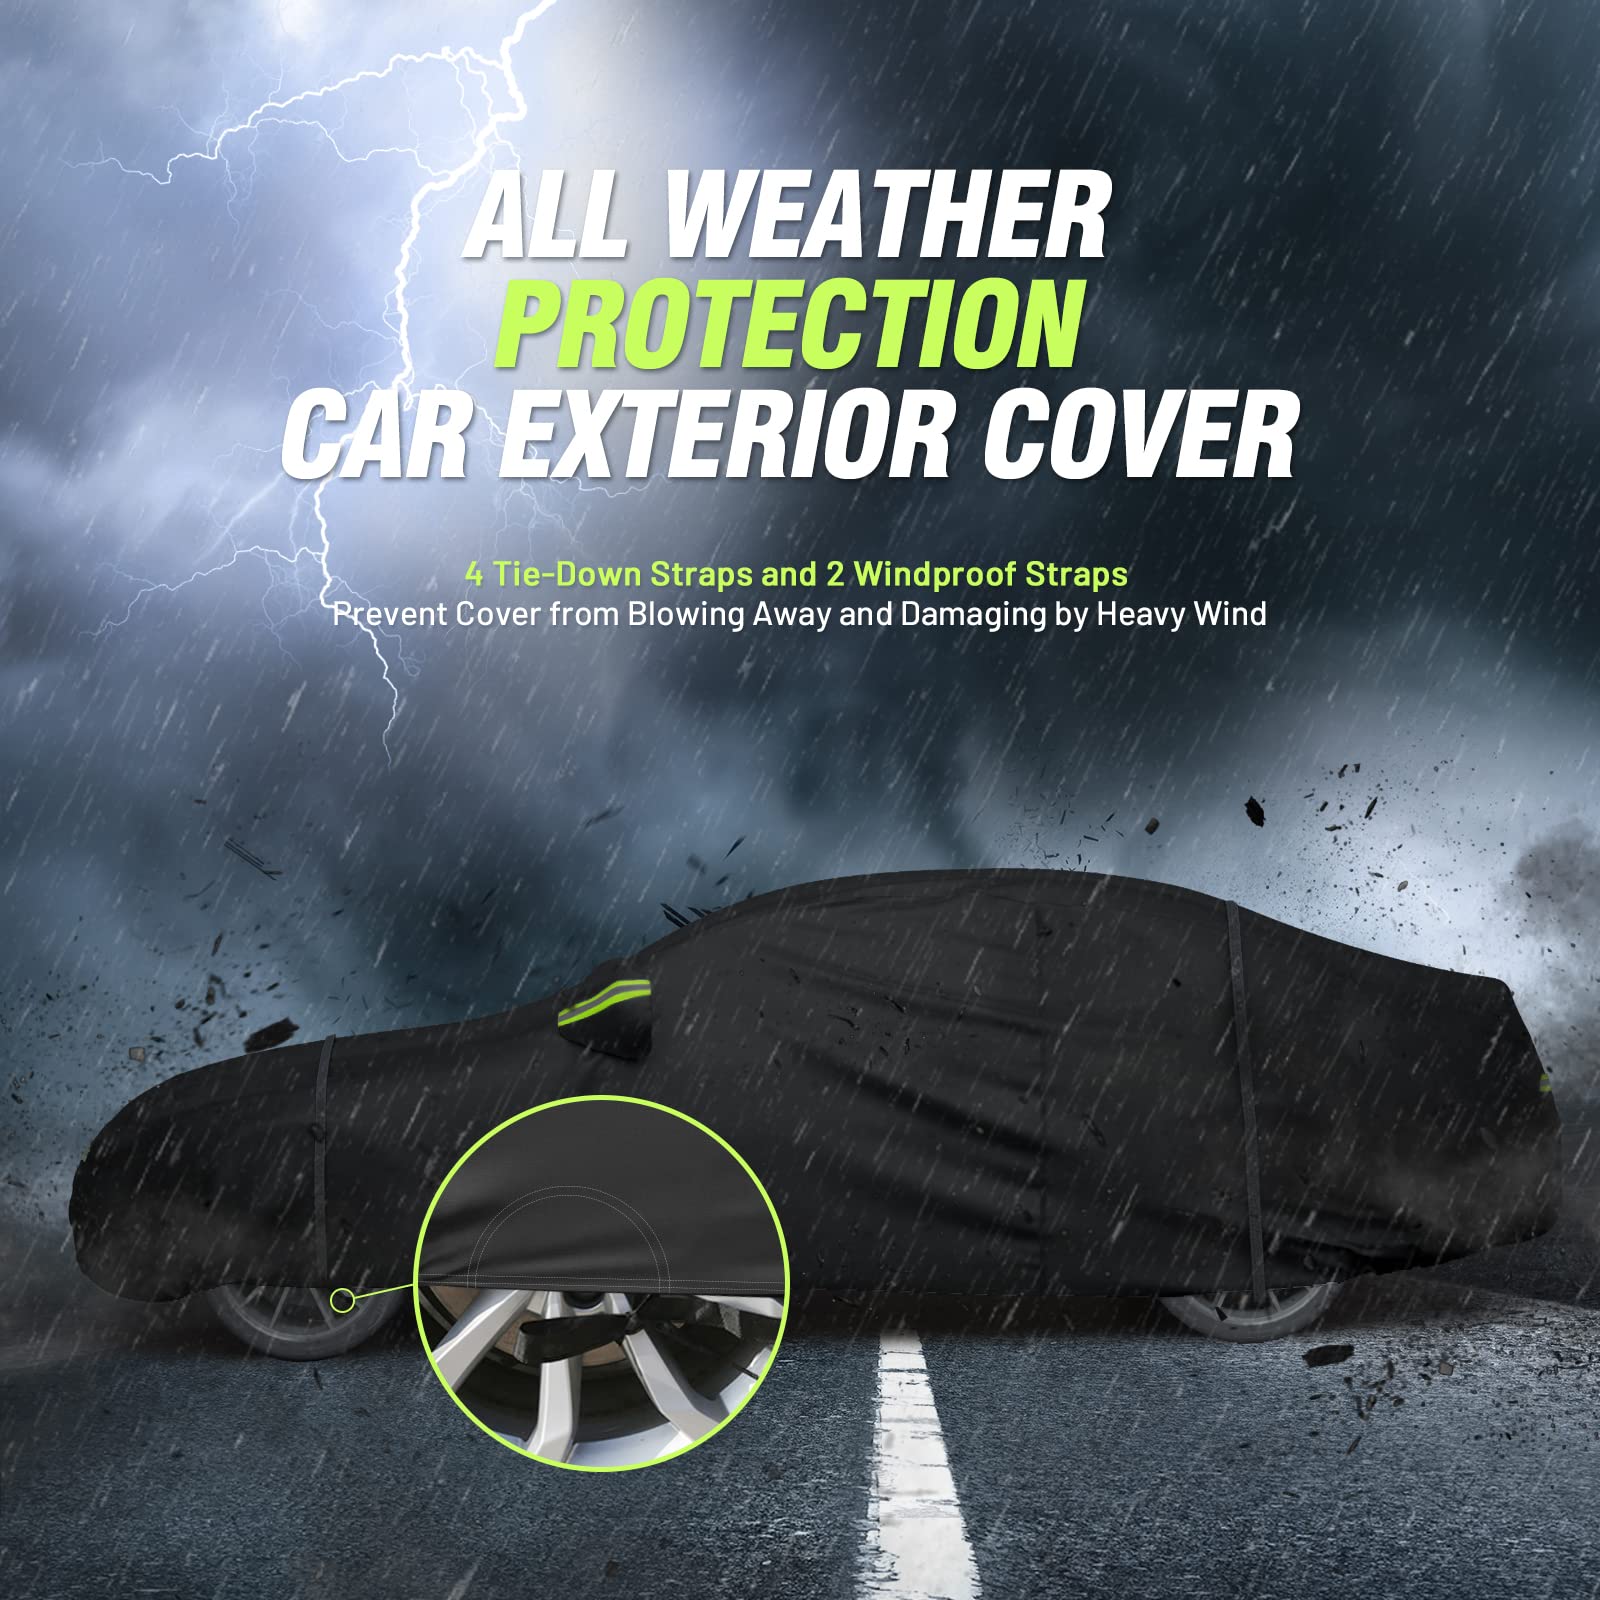 ALL WEATHER
PROTECTION
CAR EXTERIOR COVER
4 Tie-Down Straps and 2 Windproof Straps
Prevent Cover from Blowing Away and Damaging by Heavy Wind